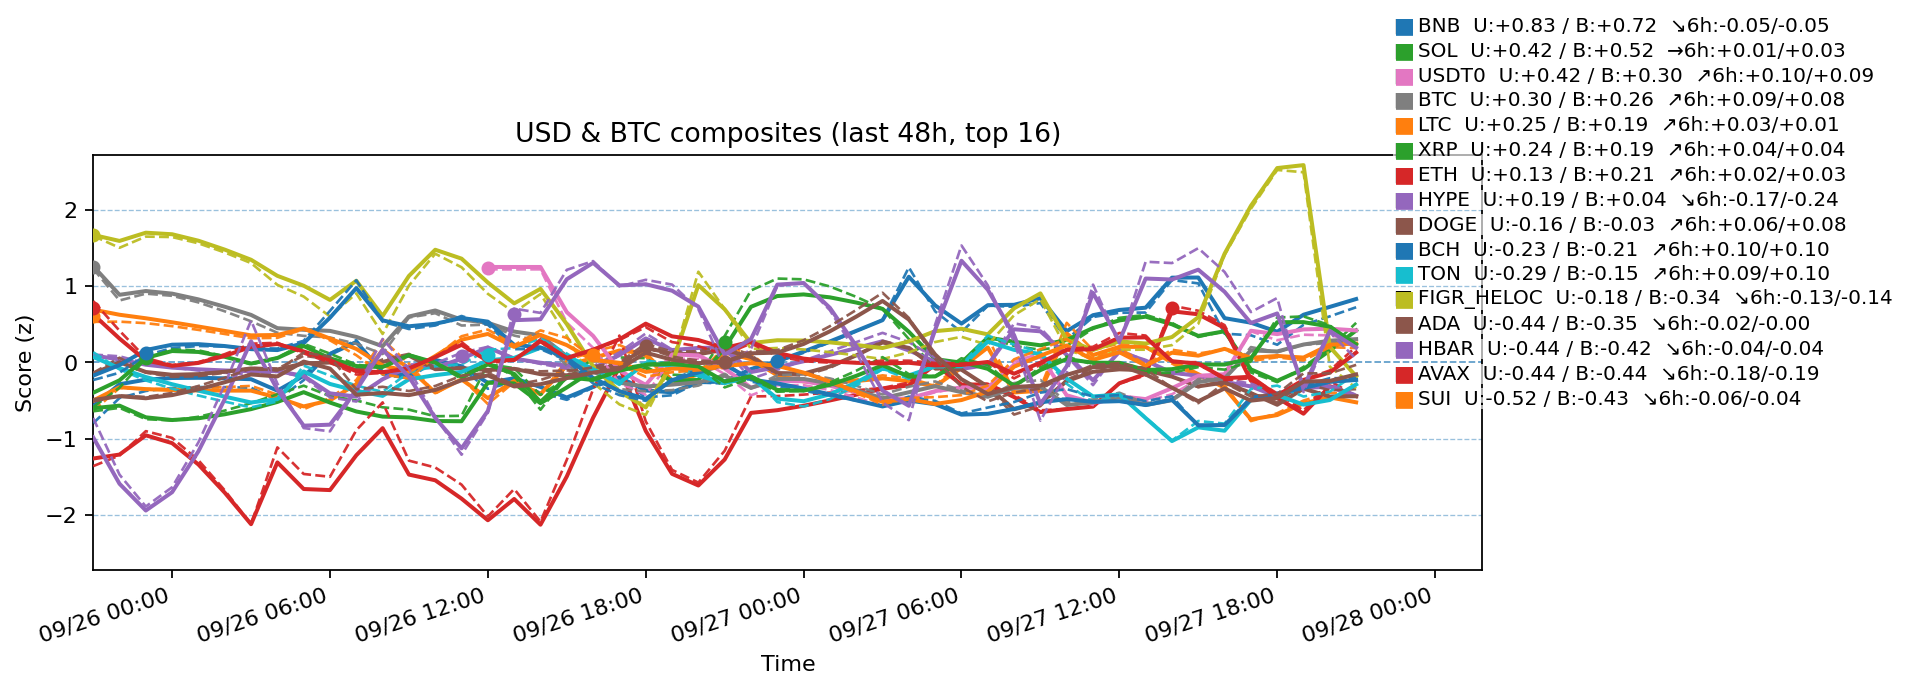 BNB U:+0.83 / B:+0.72 ↘6h:-0.05/-0.05
SOL U:+0.42 / B:+0.52 →6h:+0.01/+0.03
USDT0 U:+0.42 / B:+0.30 ↗6h:+0.10/+0.09
BTC U:+0.30 / B:+0.26 ↗6h:+0.09/+0.08
LTC U:+0.25 / B:+0.19 ↗6h:+0.03/+0.01
XRP U:+0.24 / B:+0.19 ↗6h:+0.04/+0.04
ETH U:+0.13 / B:+0.21 ↗6h:+0.02/+0.03
HYPE U:+0.19 / B:+0.04 ↘6h:-0.17/-0.24
DOGE U:-0.16 / B:-0.03 ↗6h:+0.06/+0.08
BCH U:-0.23 / B:-0.21 ↗6h:+0.10/+0.10
TON U:-0.29 / B:-0.15 ↗6h:+0.09/+0.10
FIGR_HELOC U:-0.18 / B:-0.34 ↘6h:-0.13/-0.14
ADA U:-0.44 / B:-0.35 ↘6h:-0.02/-0.00
HBAR U:-0.44 / B:-0.42 ↘6h:-0.04/-0.04
AVAX U:-0.44 / B:-0.44 ↘6h:-0.18/-0.19
SUI U:-0.52 / B:-0.43 ↘6h:-0.06/-0.04
USD & BTC composites (last 48h, top 16)
Score (z)
2
1
0
−1
−2
09/26 00:00
09/26 06:00
09/26 12:00
09/26 18:00
09/27 00:00
09/27 06:00
09/27 12:00
09/27 18:00
09/28 00:00
Time